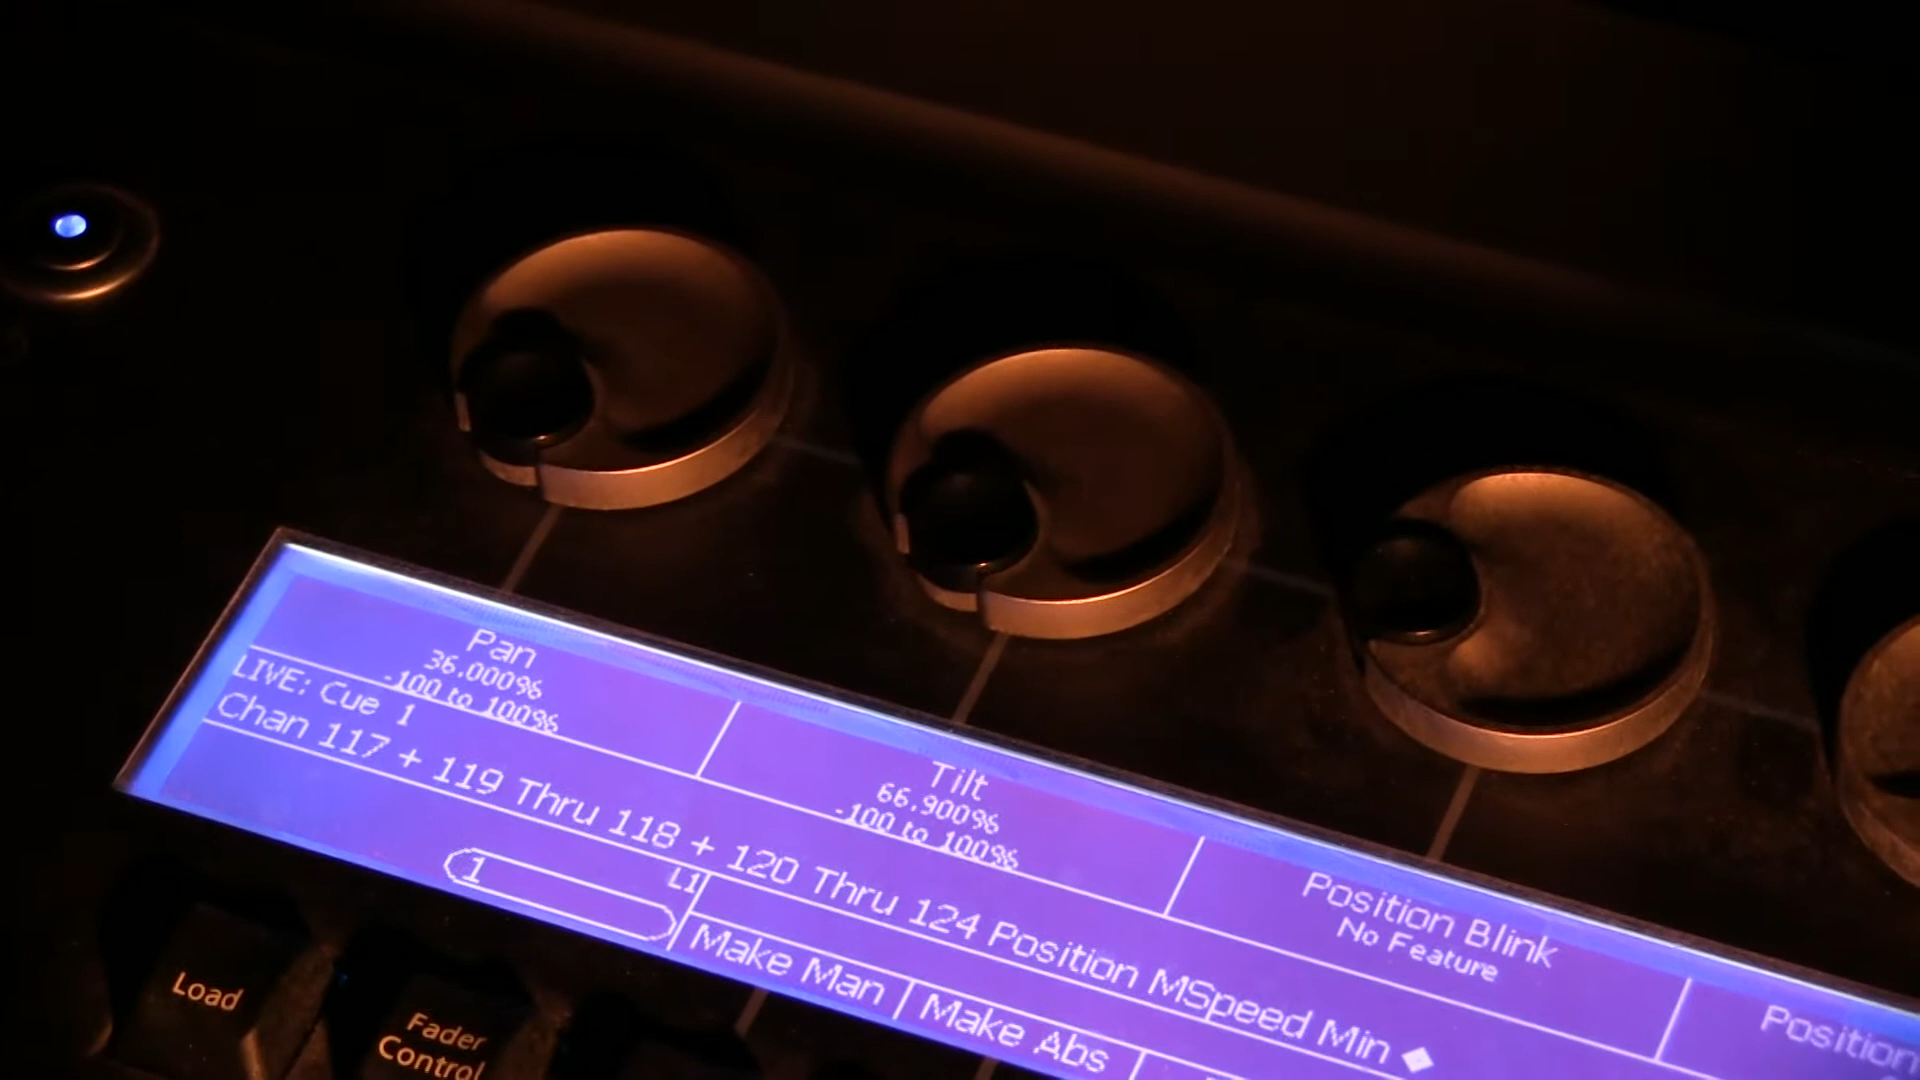 Pan
36.000%
-100 to 100%
Tilt
66.900%
-100 to 100%
Position Blink
No Feature
Position
LIVE: Cue 1
Chan 117 + 119 Thru 118 + 120 Thru 124 Position MSpeed Min
1
L1
Make Man
Make Abs
Load
Fader
Control